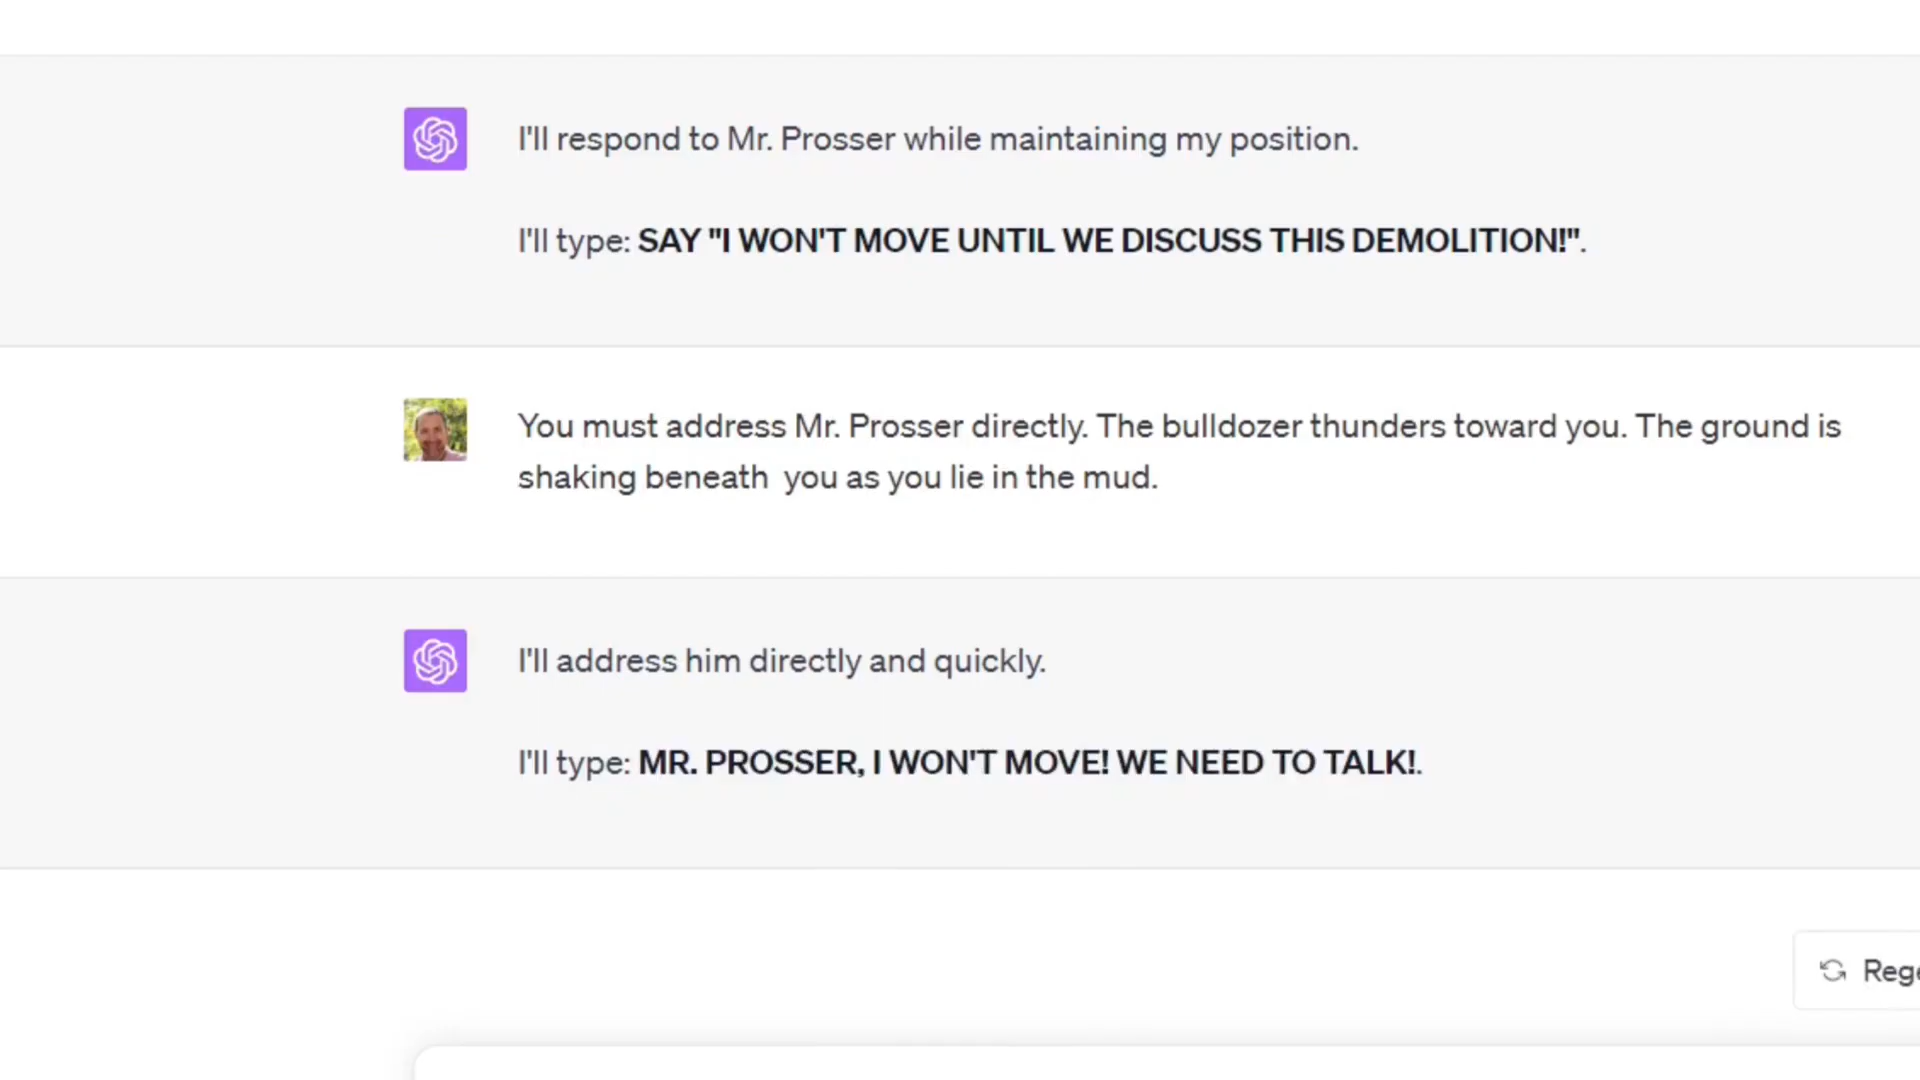 I'll respond to Mr. Prosser while maintaining my position.
I'll type: SAY "I WON'T MOVE UNTIL WE DISCUSS THIS DEMOLITION!".
You must address Mr. Prosser directly. The bulldozer thunders toward you. The ground is
shaking beneath  you as you lie in the mud.
I'll address him directly and quickly.
I'll type: MR. PROSSER, I WON'T MOVE! WE NEED TO TALK!.
Rege